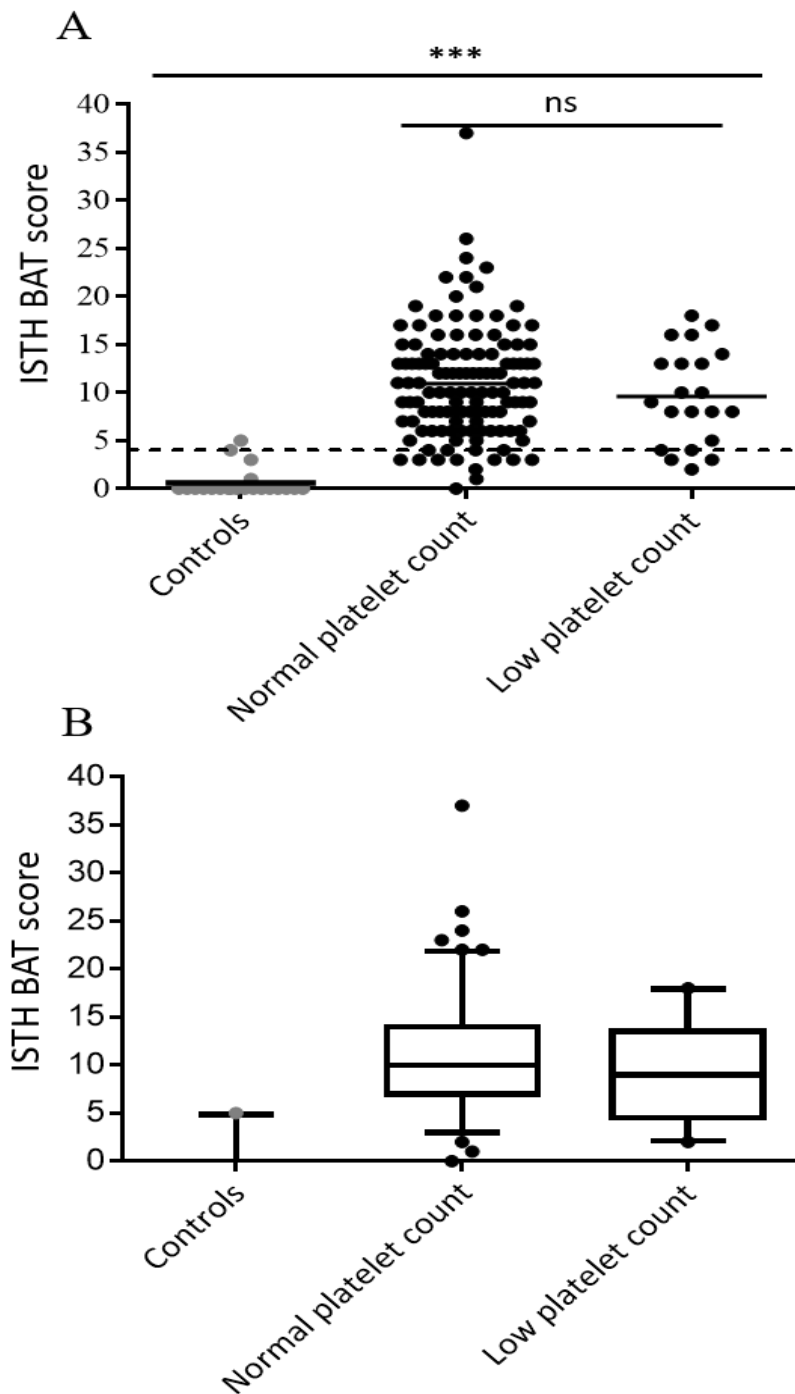 A
***
ns
40
35
30
25
20
15
10
5
0
ISTH BAT score
Controls
Normal platelet count
Low platelet count
B
40
35
30
25
20
15
10
5
0
ISTH BAT score
Controls
Normal platelet count
Low platelet count